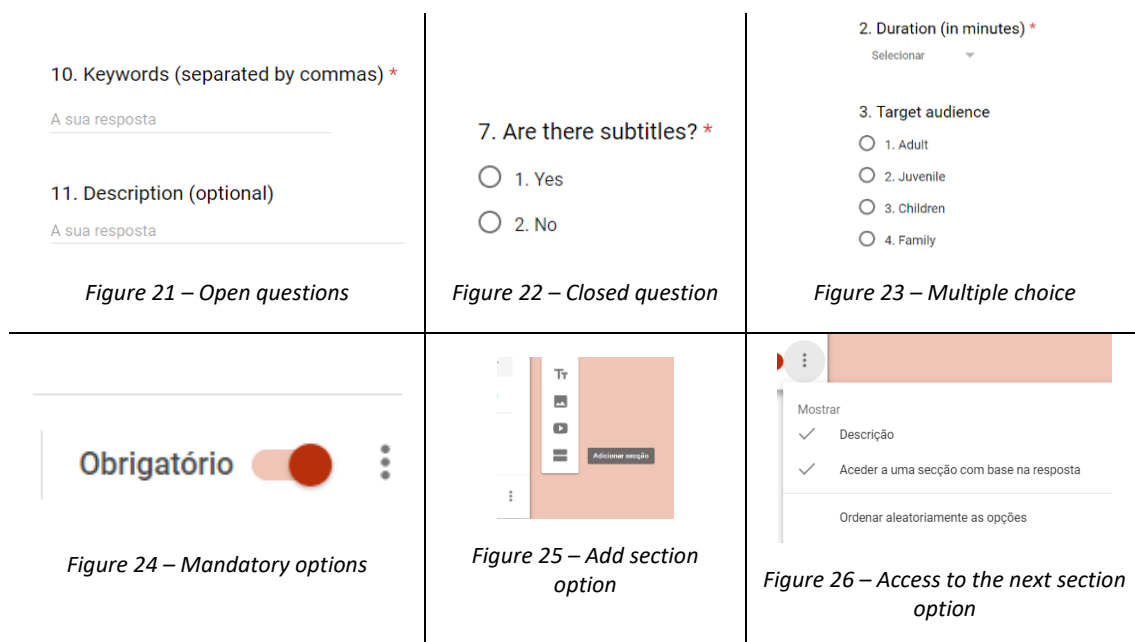 10. Keywords (separated by commas) *
A sua resposta
11. Description (optional)
A sua resposta
Figure 21 – Open questions
7. Are there subtitles? *
1. Yes
2. No
Figure 22 – Closed question
2. Duration (in minutes) *
Selecionar
3. Target audience
1. Adult
2. Juvenile
3. Children
4. Family
Figure 23 – Multiple choice
Obrigatório
Figure 24 – Mandatory options
Tт
Adicionar secção
Figure 25 – Add section
option
Mostrar
Descrição
Aceder a uma secção com base na resposta
Ordenar aleatoriamente as opções
Figure 26 – Access to the next section
option